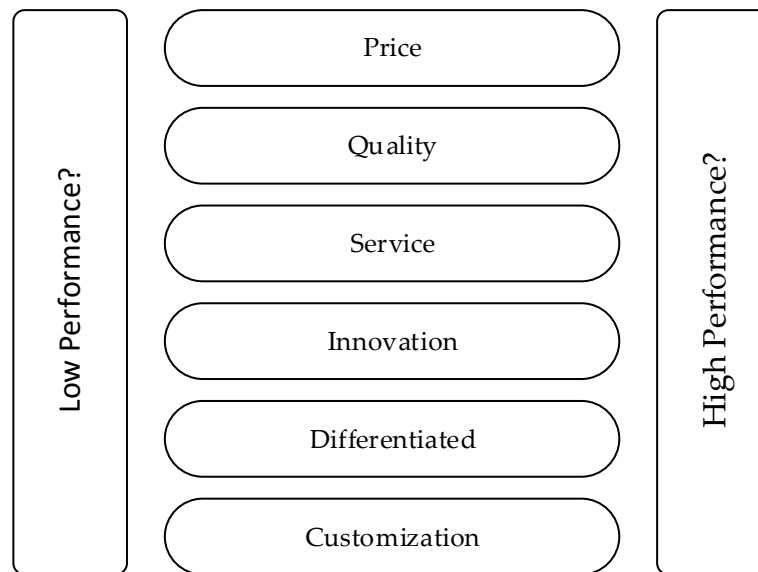 Low Performance?
Price
Quality
Service
Innovation
Differentiated
Customization
High Performance?